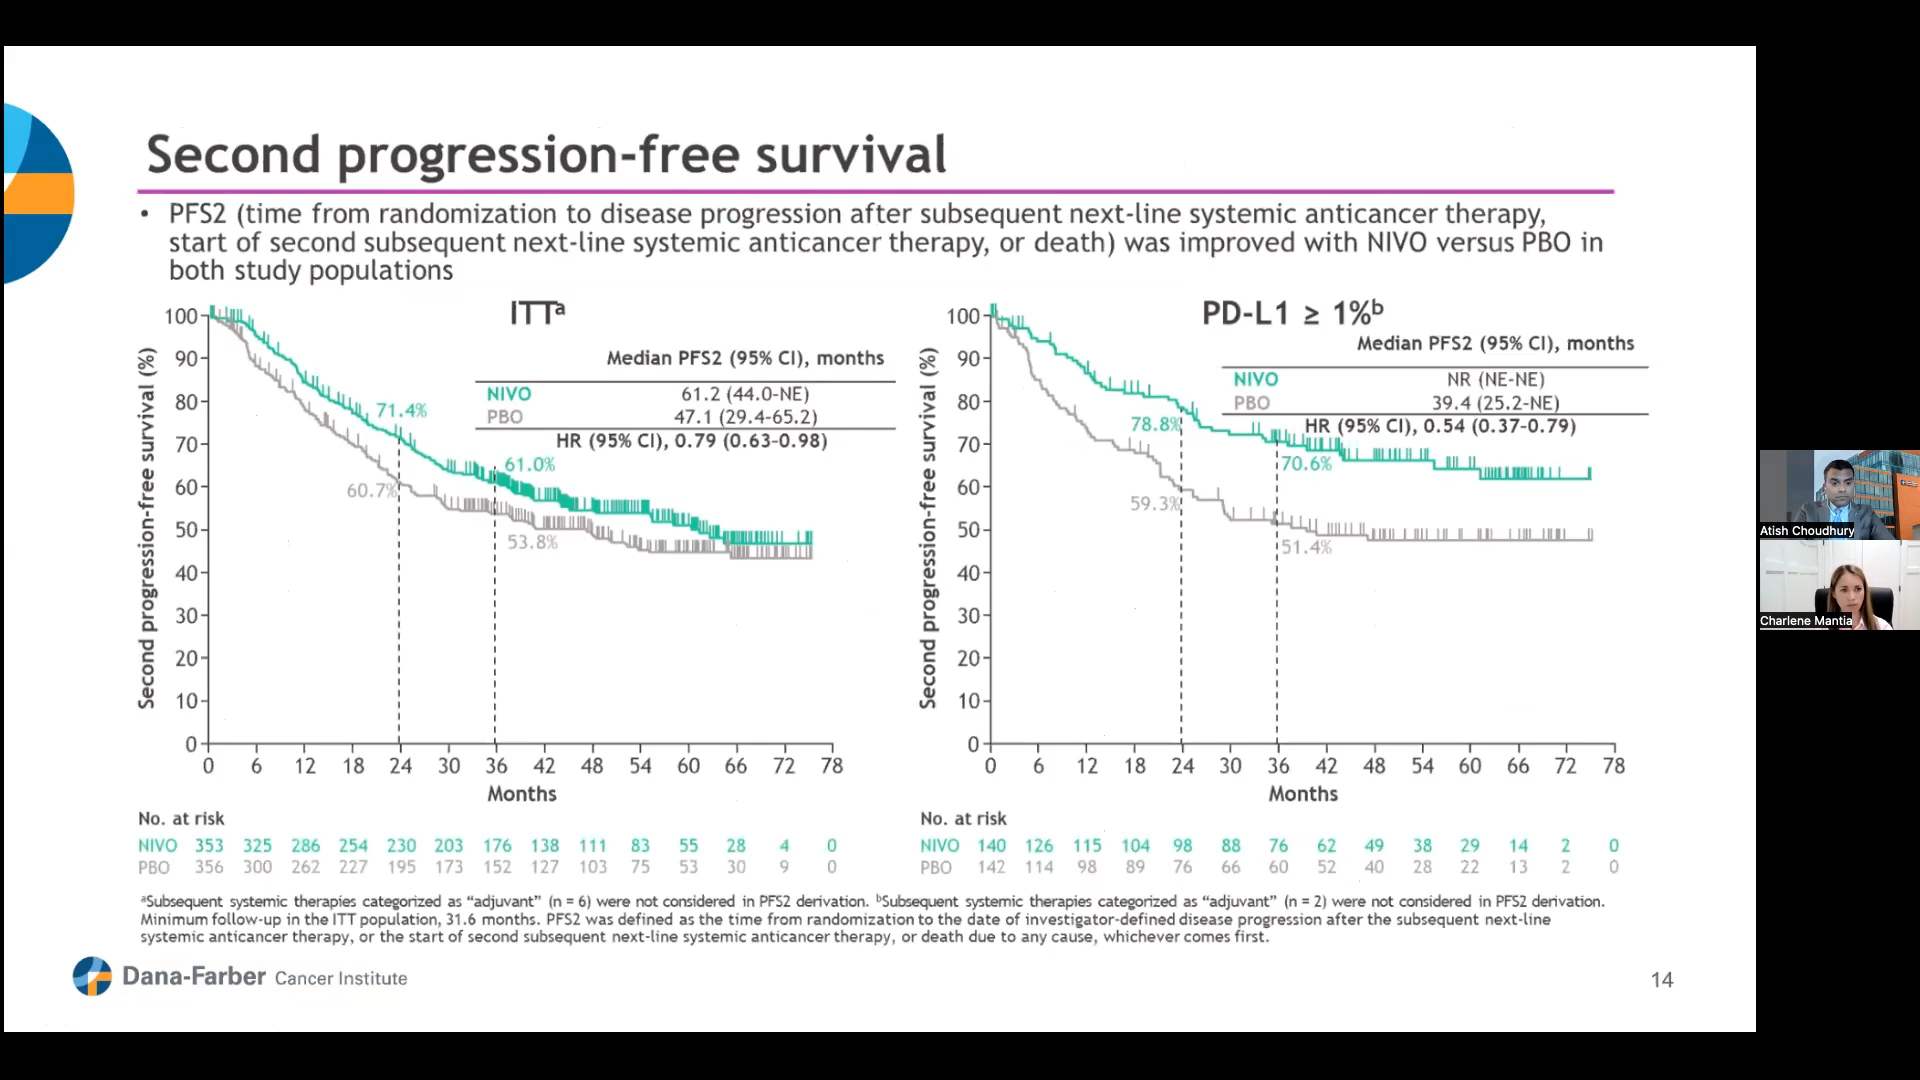 Second progression-free survival
• PFS2 (time from randomization to disease progression after subsequent next-line systemic anticancer therapy,
start of second subsequent next-line systemic anticancer therapy, or death) was improved with NIVO versus PBO in
both study populations
ITTᵃ
Second progression-free survival (%)
100
90
80
70
60
50
40
30
20
10
0
Median PFS2 (95% CI), months
NIVO 61.2 (44.0-NE)
PBO 47.1 (29.4-65.2)
HR (95% CI), 0.79 (0.63-0.98)
71.4%
60.7%
61.0%
53.8%
0 6 12 18 24 30 36 42 48 54 60 66 72 78
Months
No. at risk
NIVO 353 325 286 254 230 203 176 138 111 83 55 28 4 0
PBO 356 300 262 227 195 173 152 127 103 75 53 30 9 0
PD-L1 ≥ 1%ᵇ
Second progression-free survival (%)
100
90
80
70
60
50
40
30
20
10
0
Median PFS2 (95% CI), months
NIVO NR (NE-NE)
PBO 39.4 (25.2-NE)
HR (95% CI), 0.54 (0.37-0.79)
78.8%
59.3%
70.6%
51.4%
0 6 12 18 24 30 36 42 48 54 60 66 72 78
Months
No. at risk
NIVO 140 126 115 104 98 88 76 62 49 38 29 14 2 0
PBO 142 114 98 89 76 66 60 52 40 28 22 13 2 0
ᵃSubsequent systemic therapies categorized as “adjuvant” (n = 6) were not considered in PFS2 derivation. ᵇSubsequent systemic therapies categorized as “adjuvant” (n = 2) were not considered in PFS2 derivation.
Minimum follow-up in the ITT population, 31.6 months. PFS2 was defined as the time from randomization to the date of investigator-defined disease progression after the subsequent next-line
systemic anticancer therapy, or the start of second subsequent next-line systemic anticancer therapy, or death due to any cause, whichever comes first.
Dana-Farber Cancer Institute
14
Atish Choudhury
Charlene Mantia